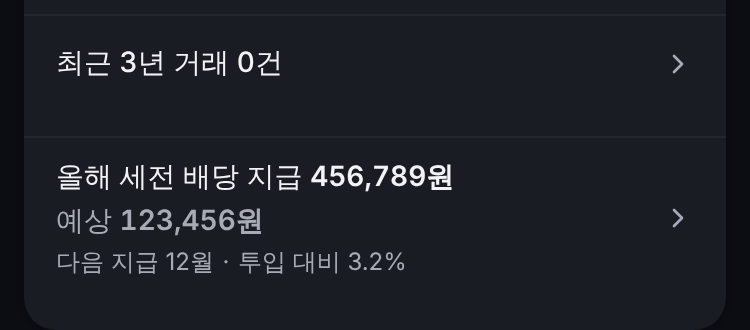 최근 3년 거래 0건
올해 세전 배당 지급 456,789원
예상 123,456원
다음 지급 12월 · 투입 대비 3.2%